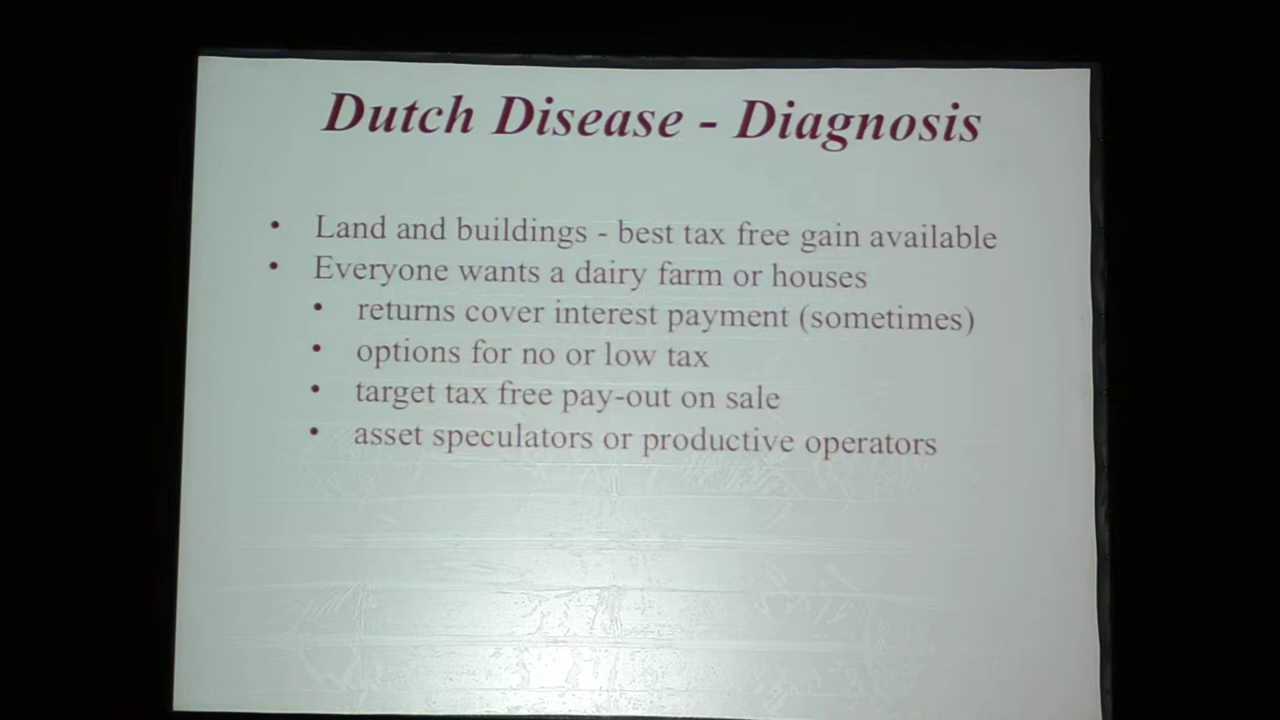 Dutch Disease - Diagnosis
• Land and buildings - best tax free gain available
• Everyone wants a dairy farm or houses
• returns cover interest payment (sometimes)
• options for no or low tax
• target tax free pay-out on sale
• asset speculators or productive operators